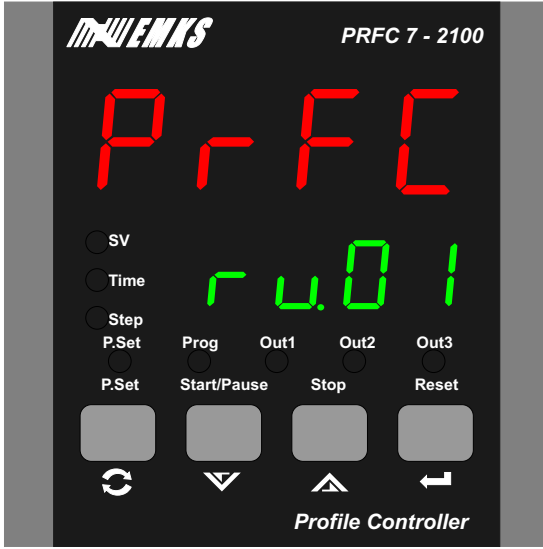 EMKS PRFC 7 - 2100
PrFC
SV
Time
ru.01
Step
P.Set Prog Out1 Out2 Out3
P.Set Start/Pause Stop Reset
Profile Controller